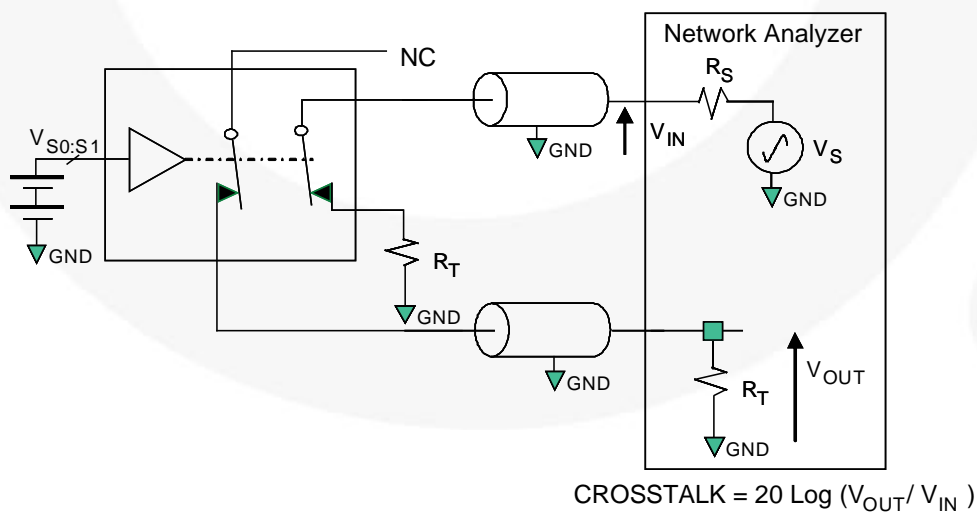 Network Analyzer
NC
R_S
V_S0:S1
V_IN
V_S
GND
GND
GND
R_T
GND
GND
V_OUT
R_T
GND
CROSSTALK = 20 Log (V_OUT/ V_IN )